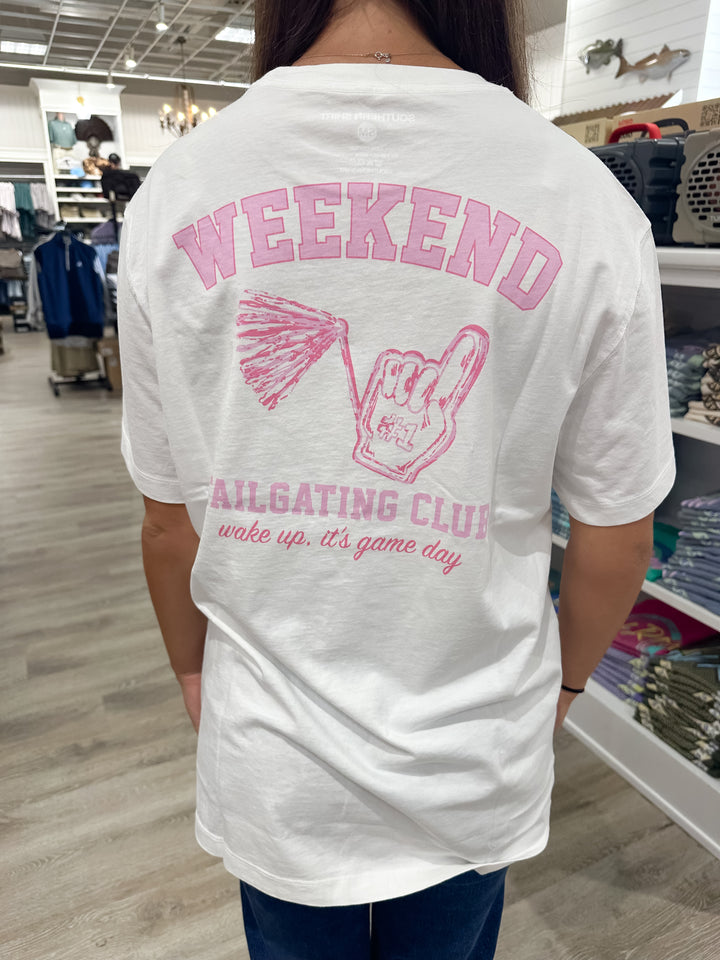 WEEKEND
#1
AILGATING CLUB
wake up, it's game day